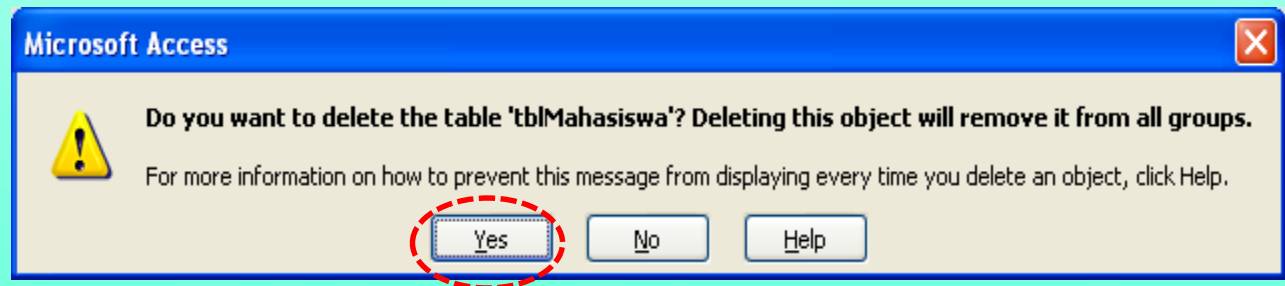 Microsoft Access
Do you want to delete the table 'tblMahasiswa'? Deleting this object will remove it from all groups.
For more information on how to prevent this message from displaying every time you delete an object, click Help.
Yes No Help